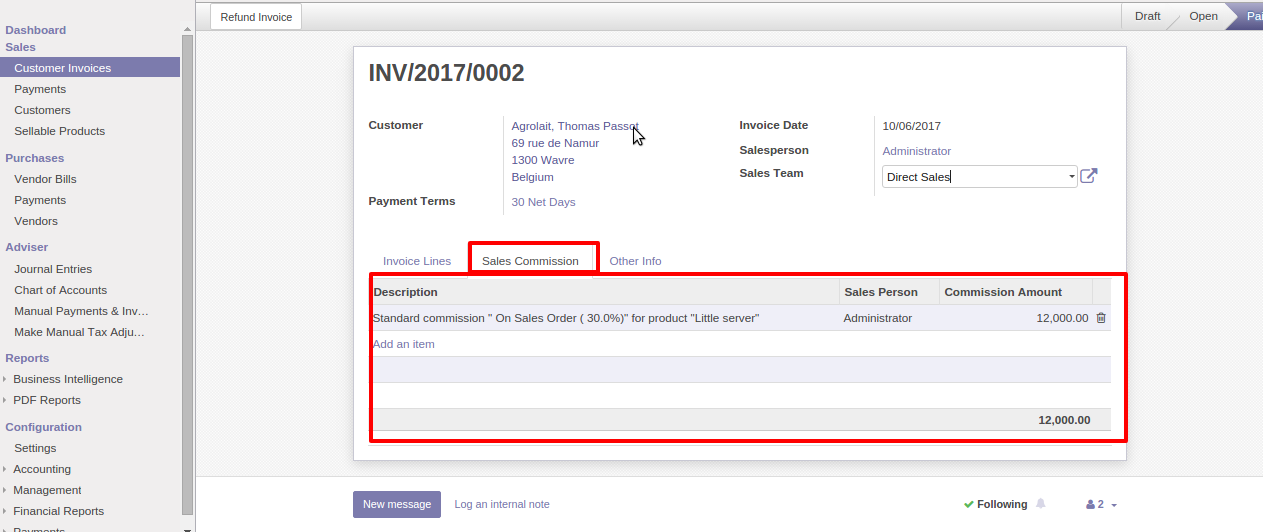 Refund Invoice
Draft
Open
Dashboard
Sales
Customer Invoices
Payments
Customers
Sellable Products
Purchases
Vendor Bills
Payments
Vendors
Adviser
Journal Entries
Chart of Accounts
Manual Payments & Inv…
Make Manual Tax Adju…
Reports
Business Intelligence
PDF Reports
Configuration
Settings
Accounting
Management
Financial Reports
Payments
INV/2017/0002
Customer
Agrolait, Thomas Passot
69 rue de Namur
1300 Wavre
Belgium
Payment Terms
30 Net Days
Invoice Date
10/06/2017
Salesperson
Administrator
Sales Team
Direct Sales
Invoice Lines
Sales Commission
Other Info
Description Sales Person Commission Amount
Standard commission " On Sales Order ( 30.0%)" for product "Little server" Administrator 12,000.00
Add an item
12,000.00
New message
Log an internal note
Following
2